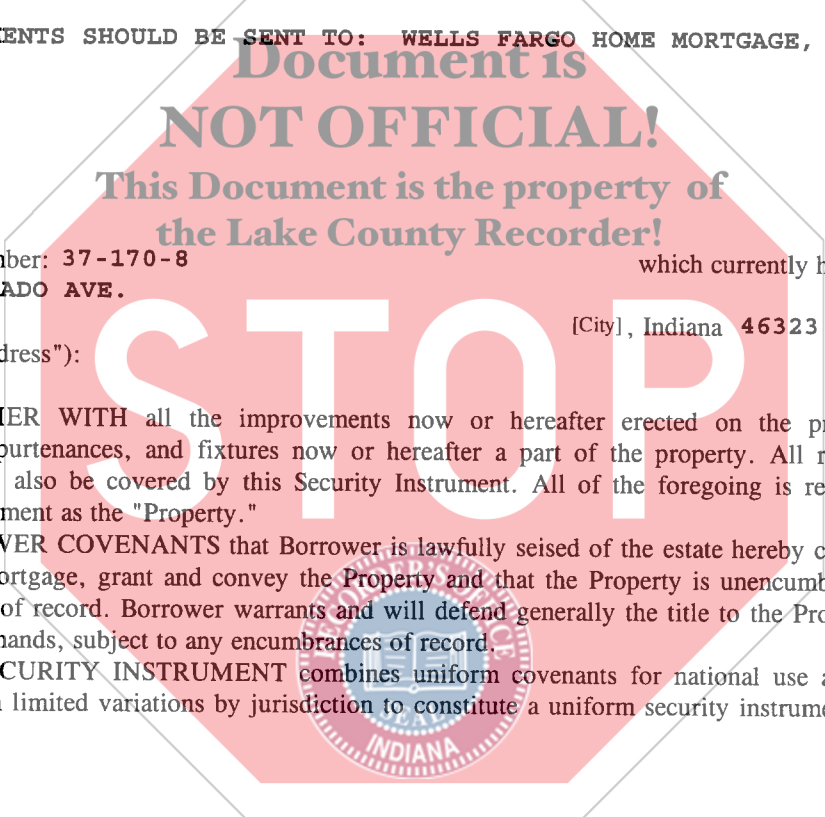 ENTS SHOULD BE SENT TO: WELLS FARGO HOME MORTGAGE,
Document is
NOT OFFICIAL!
This Document is the property of
the Lake County Recorder!
ber: 37-170-8 which currently h
ADO AVE.
STOP
[City], Indiana 46323
dress"):
ER WITH all the improvements now or hereafter erected on the pr
purtenances, and fixtures now or hereafter a part of the property. All r
also be covered by this Security Instrument. All of the foregoing is re
ment as the "Property."
VER COVENANTS that Borrower is lawfully seised of the estate hereby c
ortgage, grant and convey the Property and that the Property is unencumb
of record. Borrower warrants and will defend generally the title to the Pro
nands, subject to any encumbrances of record.
CURITY INSTRUMENT combines uniform covenants for national use a
limited variations by jurisdiction to constitute a uniform security instrume
RECORDER'S OFFICE
SEAL
INDIANA